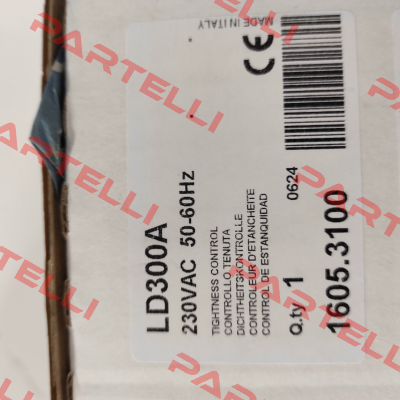 LD300A
230VAC 50-60Hz
TIGHTNESS CONTROL
CONTROLLO TENUTA
DICHTHEITSKONTROLLE
CONTROLEUR D'ETANCHEITE
CONTROL DE ESTANQUIDAD
Q.ty 1
0624
1605.3100
MADE IN ITALY
CE
PARTELLI
PARTELLI
PARTELLI
PARTELLI
PARTELLI